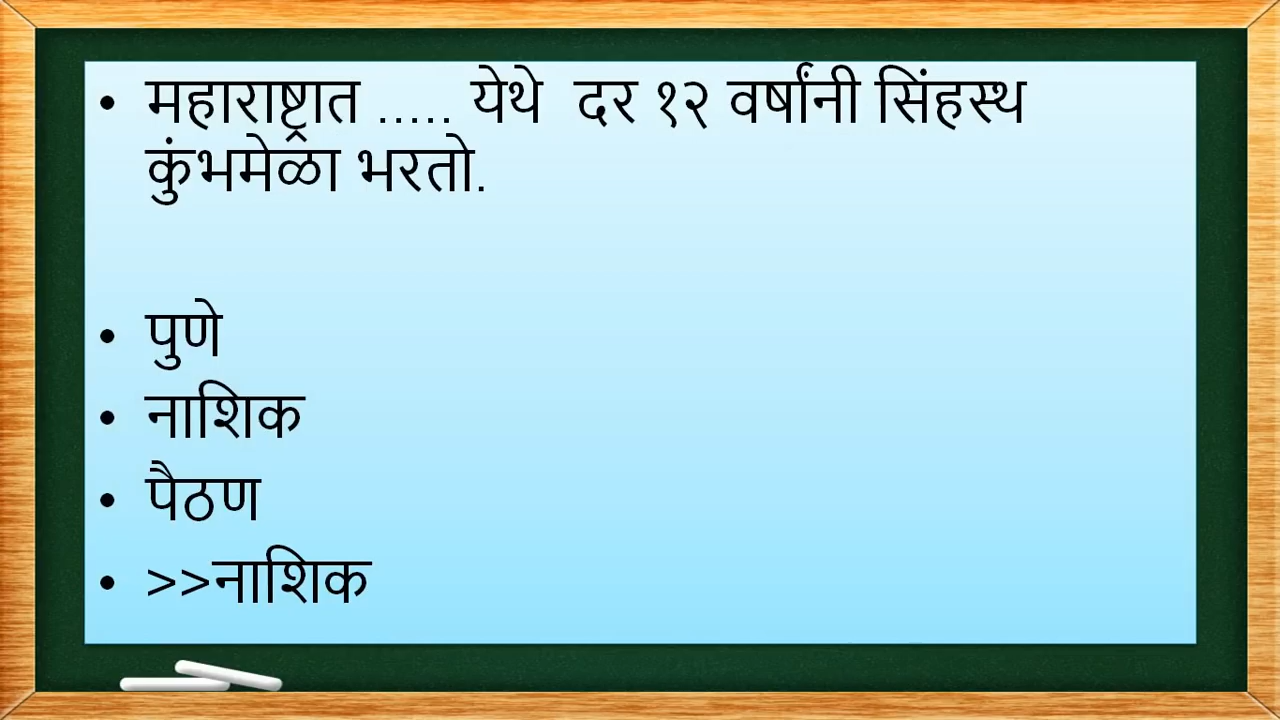 • महाराष्ट्रात ..... येथे दर १२ वर्षांनी सिंहस्थ
कुंभमेळा भरतो.
• पुणे
• नाशिक
• पैठण
• >>नाशिक